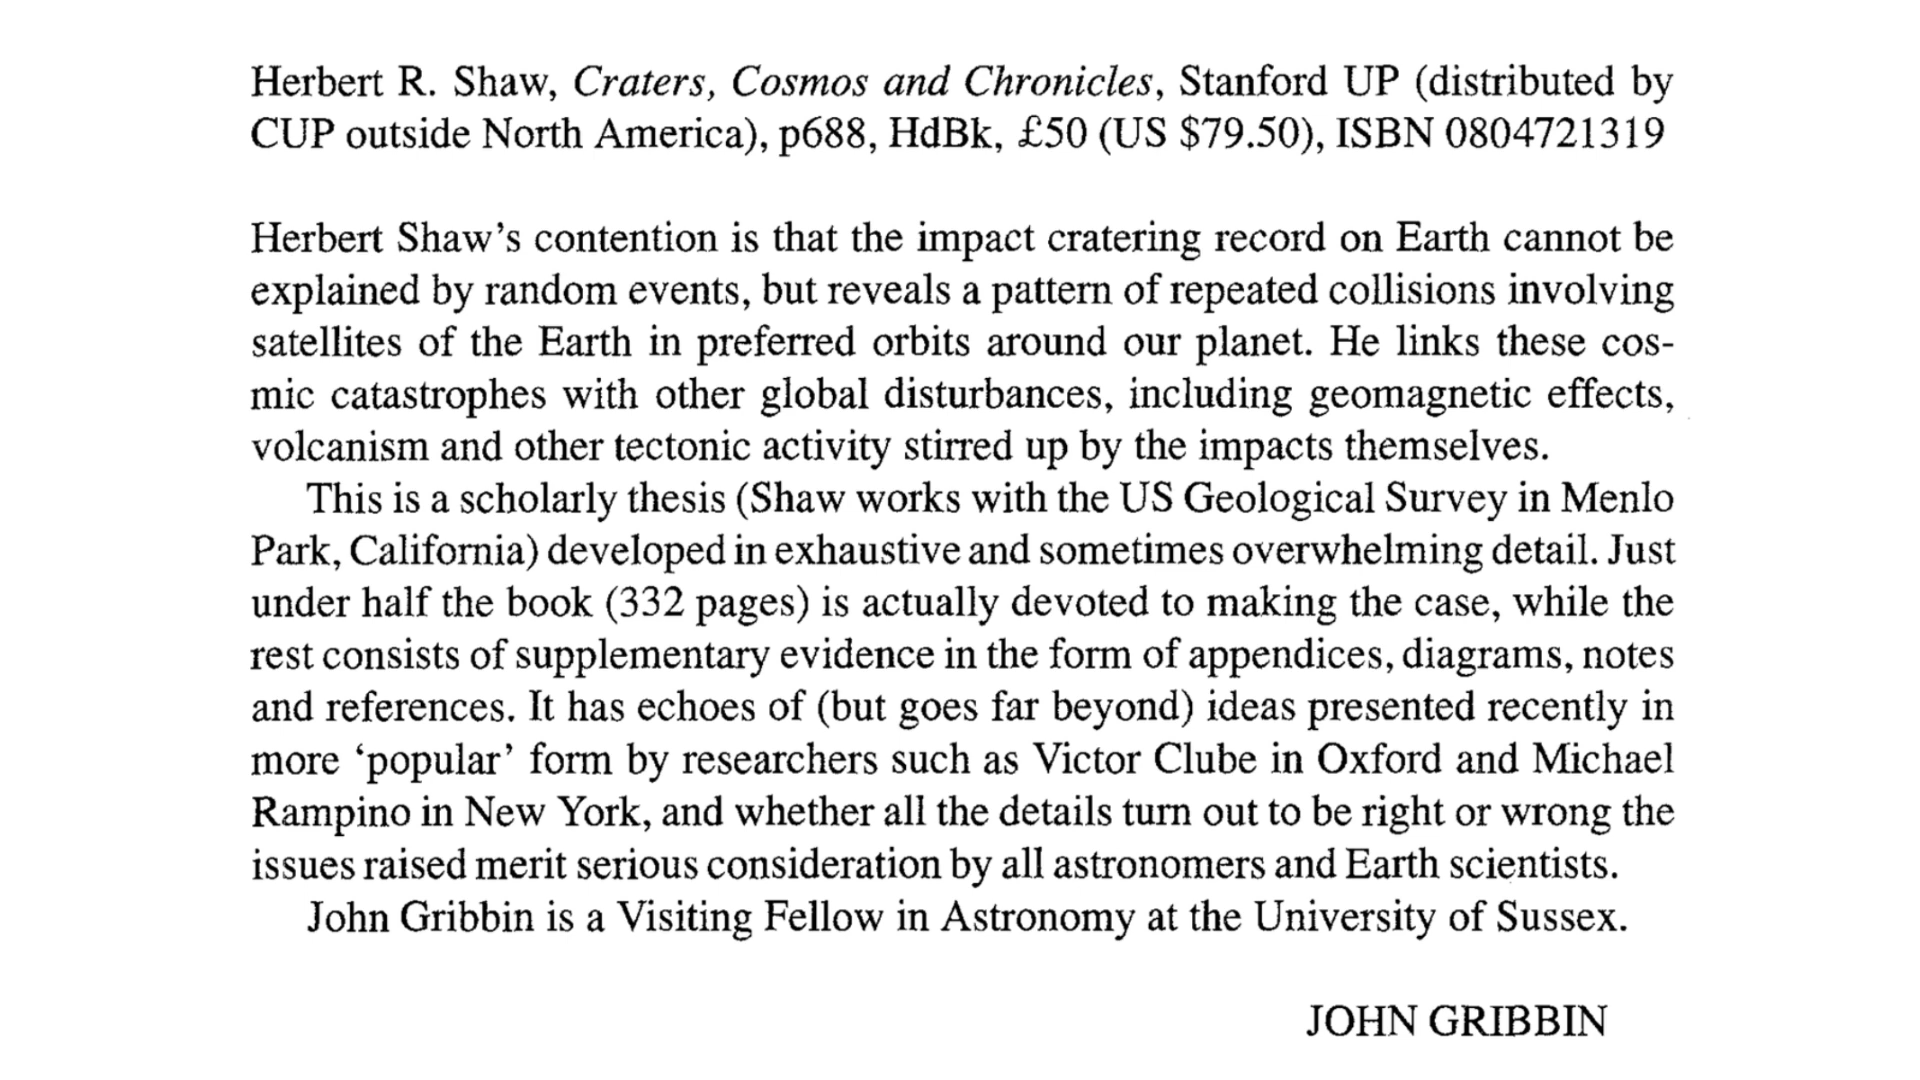 Herbert R. Shaw, Craters, Cosmos and Chronicles, Stanford UP (distributed by
CUP outside North America), p688, HdBk, £50 (US $79.50), ISBN 0804721319
Herbert Shaw's contention is that the impact cratering record on Earth cannot be
explained by random events, but reveals a pattern of repeated collisions involving
satellites of the Earth in preferred orbits around our planet. He links these cos-
mic catastrophes with other global disturbances, including geomagnetic effects,
volcanism and other tectonic activity stirred up by the impacts themselves.
This is a scholarly thesis (Shaw works with the US Geological Survey in Menlo
Park, California) developed in exhaustive and sometimes overwhelming detail. Just
under half the book (332 pages) is actually devoted to making the case, while the
rest consists of supplementary evidence in the form of appendices, diagrams, notes
and references. It has echoes of (but goes far beyond) ideas presented recently in
more ‘popular’ form by researchers such as Victor Clube in Oxford and Michael
Rampino in New York, and whether all the details turn out to be right or wrong the
issues raised merit serious consideration by all astronomers and Earth scientists.
John Gribbin is a Visiting Fellow in Astronomy at the University of Sussex.
JOHN GRIBBIN